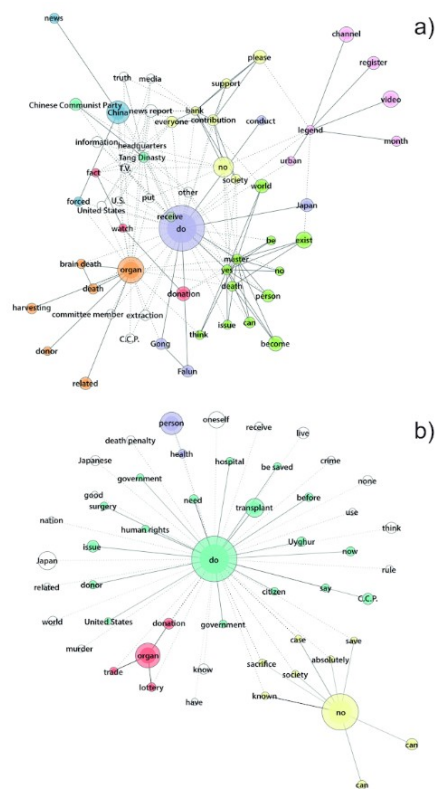 a)
news
channel
please
truth
media
register
support
video
Chinese Communist Party
China
news report
bank
everyone
contribution
conduct
legend
month
information
headquarters
Tang Dinasty
T.V.
no
urban
fact
society
world
other
forced
U.S.
put
United States
receive
Japan
watch
do
be
exist
brain death
organ
master
yes
no
death
death
donation
person
harvesting
committee member
extraction
issue
can
think
C.C.P.
Gong
become
donor
Falun
related
b)
person
oneself
receive
live
death penalty
health
Japanese
hospital
be saved
crime
government
none
good
surgery
need
transplant
before
use
nation
human rights
think
issue
Uyghur
now
Japan
do
rule
related
donor
citizen
say
C.C.P.
world
United States
donation
government
case
save
murder
organ
absolutely
sacrifice
trade
know
society
lottery
known
have
no
can
can